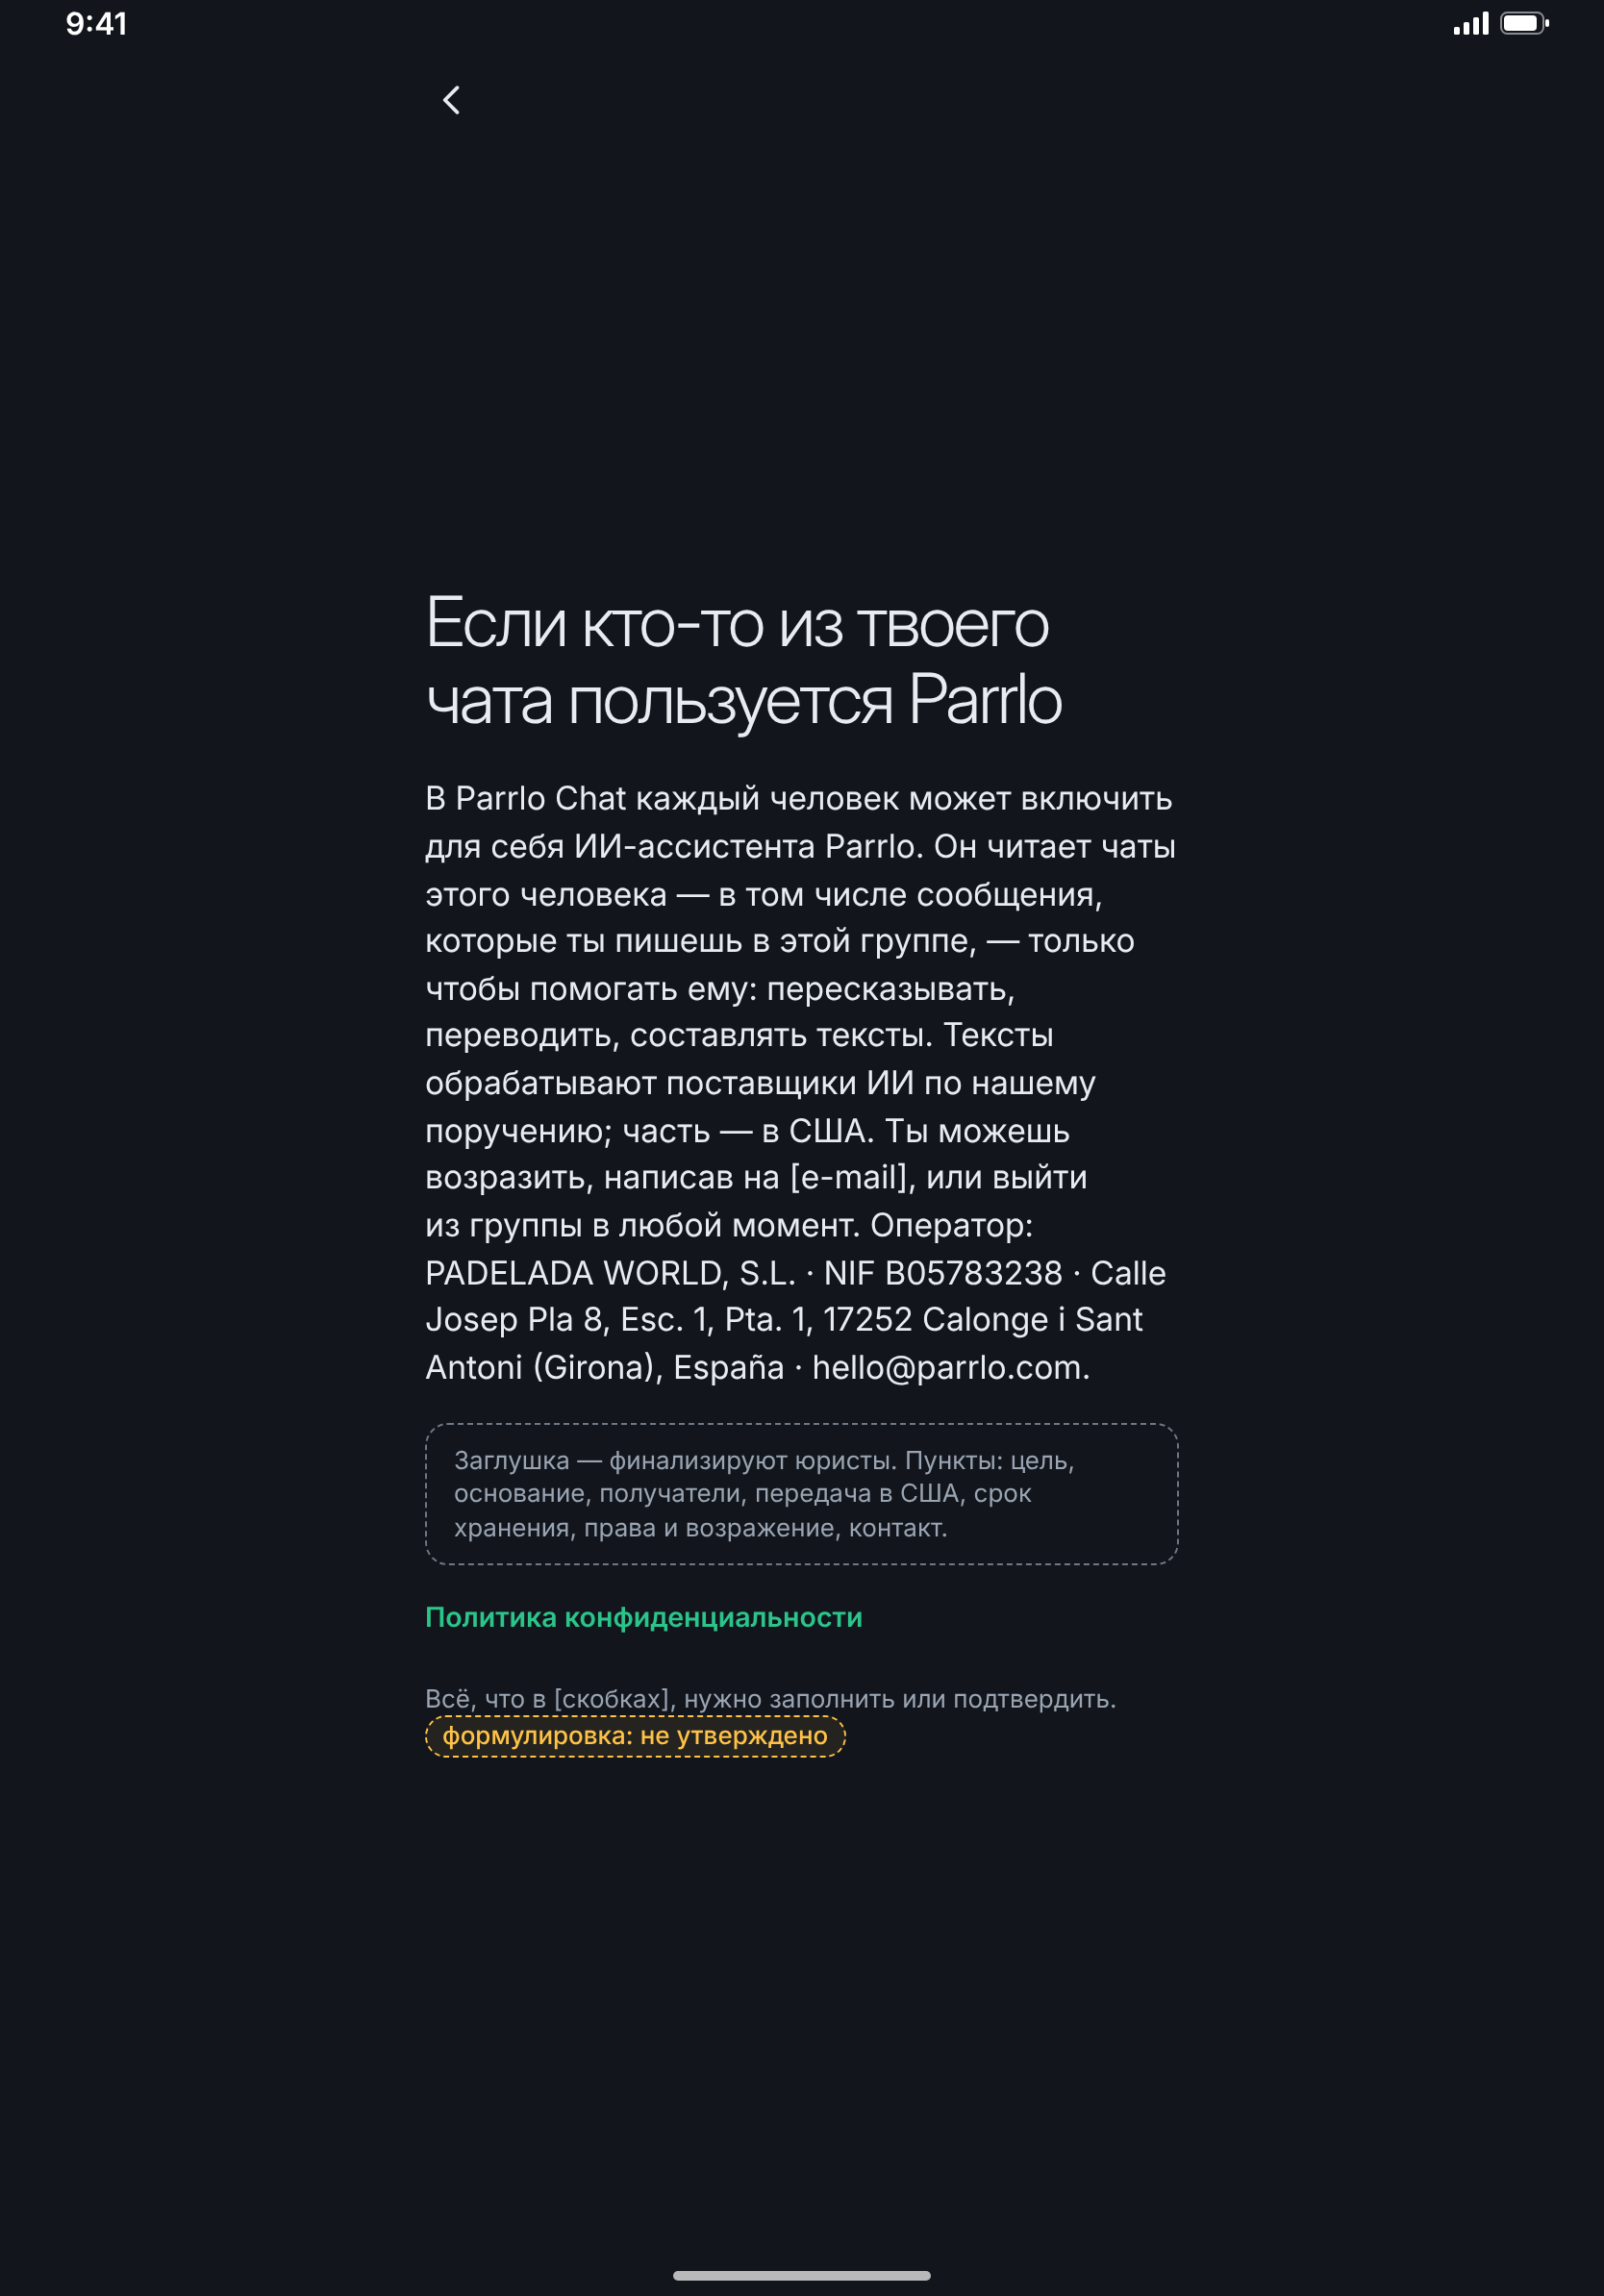 9:41
Если кто-то из твоего
чата пользуется Parrlo
В Parrlo Chat каждый человек может включить
для себя ИИ-ассистента Parrlo. Он читает чаты
этого человека — в том числе сообщения,
которые ты пишешь в этой группе, — только
чтобы помогать ему: пересказывать,
переводить, составлять тексты. Тексты
обрабатывают поставщики ИИ по нашему
поручению; часть — в США. Ты можешь
возразить, написав на [e-mail], или выйти
из группы в любой момент. Оператор:
PADELADA WORLD, S.L. · NIF B05783238 · Calle
Josep Pla 8, Esc. 1, Pta. 1, 17252 Calonge i Sant
Antoni (Girona), España · hello@parrlo.com.
Заглушка — финализируют юристы. Пункты: цель,
основание, получатели, передача в США, срок
хранения, права и возражение, контакт.
Политика конфиденциальности
Всё, что в [скобках], нужно заполнить или подтвердить.
формулировка: не утверждено